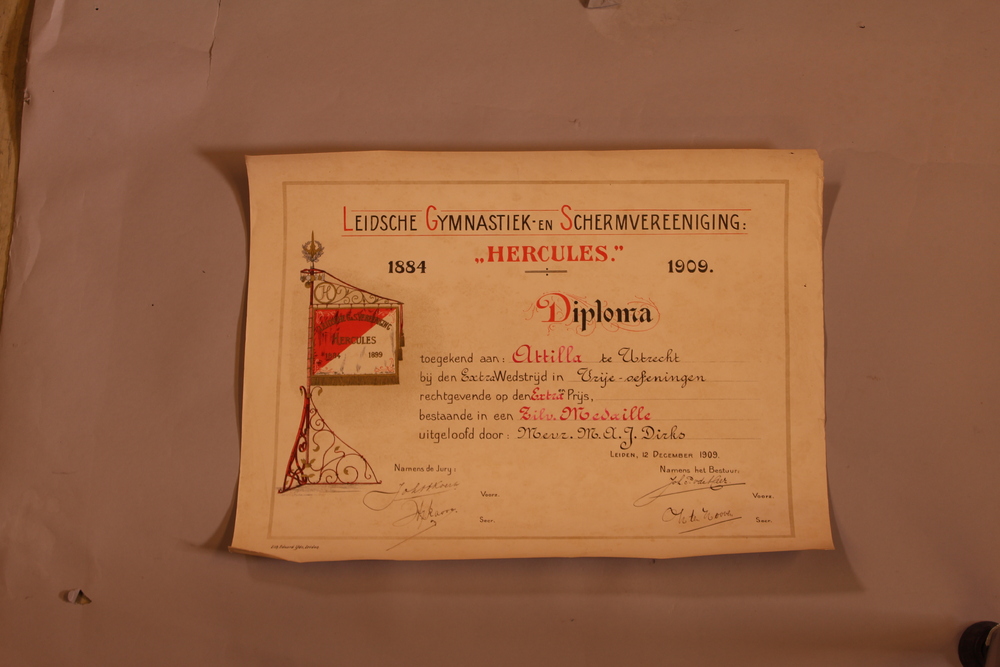 LEIDSCHE GYMNASTIEK- EN SCHERMVEREENIGING:
„HERCULES."
1884 1909.
Diploma
HERCULES
1884 1899
toegekend aan: Attilla te Utrecht
bij den Extra Wedstrijd in Vrije-oefeningen
rechtgevende op den Extra Prijs,
bestaande in een Zilv. Medaille
uitgeloofd door: Mevr. M.A.J. Dirks
LEIDEN, 12 DECEMBER 1909.
Namens de Jury: Namens het Bestuur:
Voorz. Voorz.
Secr. Secr.